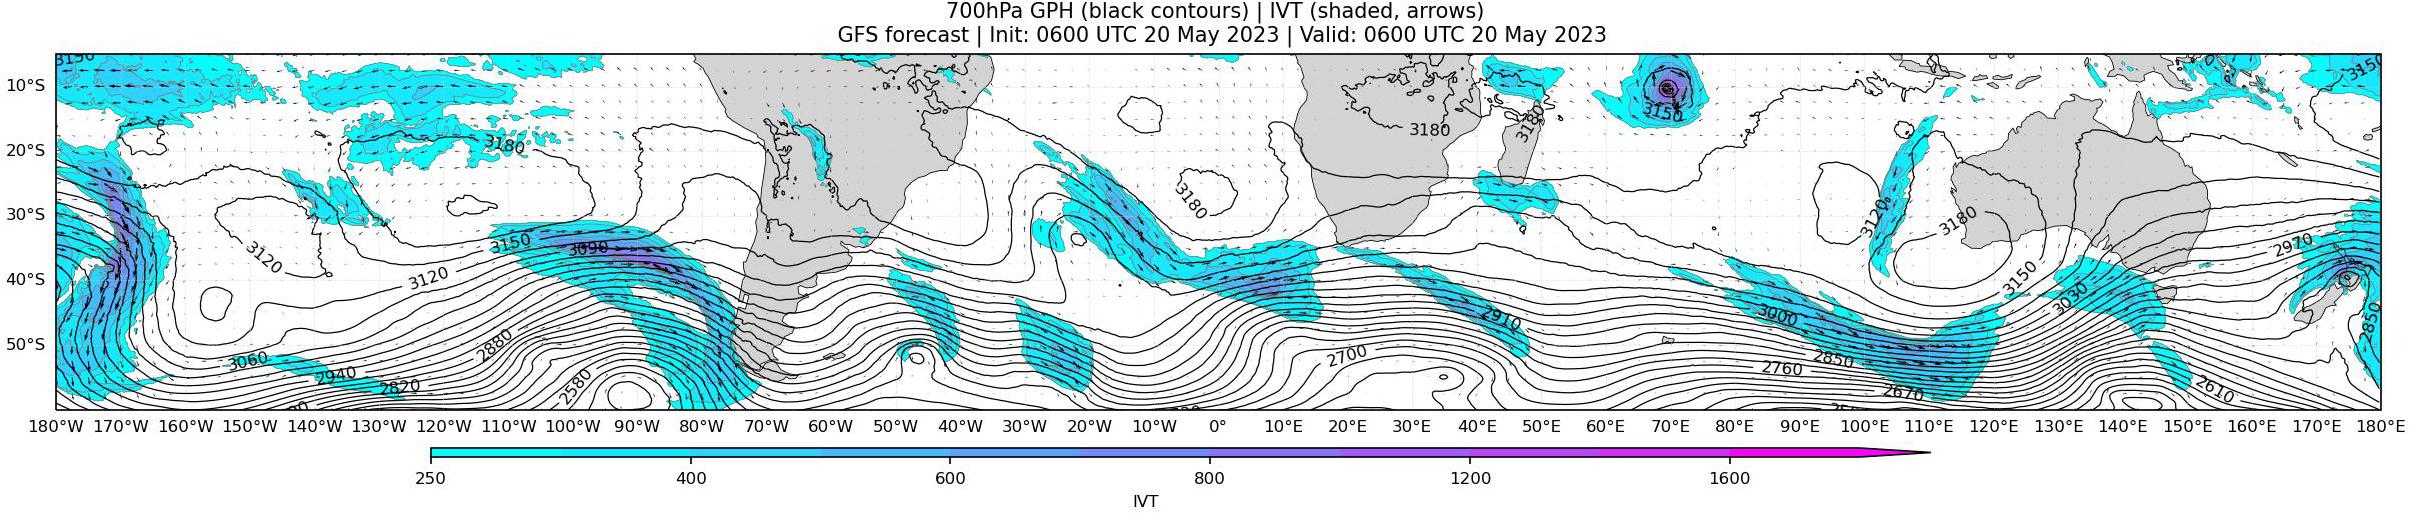 700hPa GPH (black contours) | IVT (shaded, arrows)
GFS forecast | Init: 0600 UTC 20 May 2023 | Valid: 0600 UTC 20 May 2023
10°S
20°S
30°S
40°S
50°S
3150
3180
3180
3180
3150
3150
3180
3120
3120
3150
3090
3120
3180
3150
2970
3060
2940
2820
2880
2580
2910
2700
3000
2850
2760
2670
3030
2850
2610
180°W 170°W 160°W 150°W 140°W 130°W 120°W 110°W 100°W 90°W 80°W 70°W 60°W 50°W 40°W 30°W 20°W 10°W 0° 10°E 20°E 30°E 40°E 50°E 60°E 70°E 80°E 90°E 100°E 110°E 120°E 130°E 140°E 150°E 160°E 170°E 180°E
250 400 600 800 1200 1600
IVT